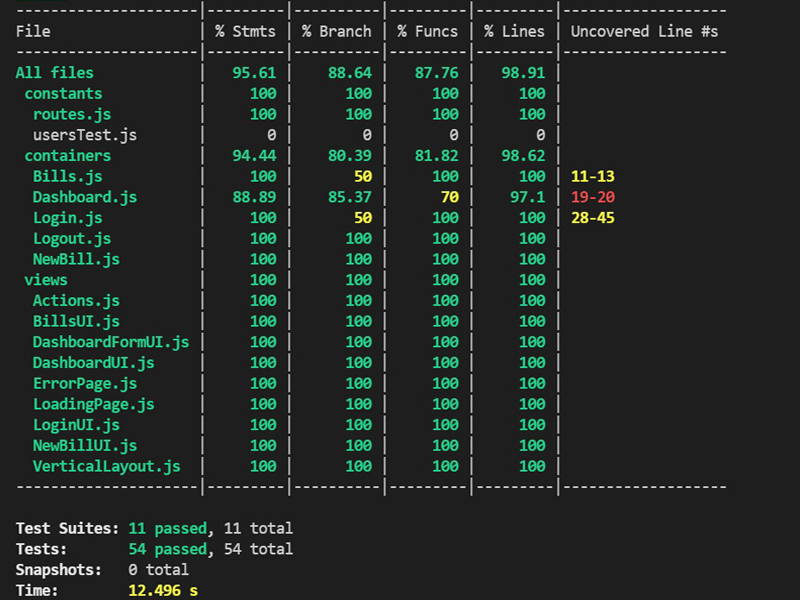 ---------------------|---------|----------|---------|---------|-------------------
File                 | % Stmts | % Branch | % Funcs | % Lines | Uncovered Line #s
---------------------|---------|----------|---------|---------|-------------------
All files            |   95.61 |    88.64 |   87.76 |   98.91 |
 constants           |     100 |      100 |     100 |     100 |
  routes.js          |     100 |      100 |     100 |     100 |
  usersTest.js       |       0 |        0 |       0 |       0 |
 containers          |   94.44 |    80.39 |   81.82 |   98.62 |
  Bills.js           |     100 |       50 |     100 |     100 | 11-13
  Dashboard.js       |   88.89 |    85.37 |      70 |    97.1 | 19-20
  Login.js           |     100 |       50 |     100 |     100 | 28-45
  Logout.js          |     100 |      100 |     100 |     100 |
  NewBill.js         |     100 |      100 |     100 |     100 |
 views               |     100 |      100 |     100 |     100 |
  Actions.js         |     100 |      100 |     100 |     100 |
  BillsUI.js         |     100 |      100 |     100 |     100 |
  DashboardFormUI.js |     100 |      100 |     100 |     100 |
  DashboardUI.js     |     100 |      100 |     100 |     100 |
  ErrorPage.js       |     100 |      100 |     100 |     100 |
  LoadingPage.js     |     100 |      100 |     100 |     100 |
  LoginUI.js         |     100 |      100 |     100 |     100 |
  NewBillUI.js       |     100 |      100 |     100 |     100 |
  VerticalLayout.js  |     100 |      100 |     100 |     100 |
---------------------|---------|----------|---------|---------|-------------------
Test Suites: 11 passed, 11 total
Tests:       54 passed, 54 total
Snapshots:   0 total
Time:        12.496 s